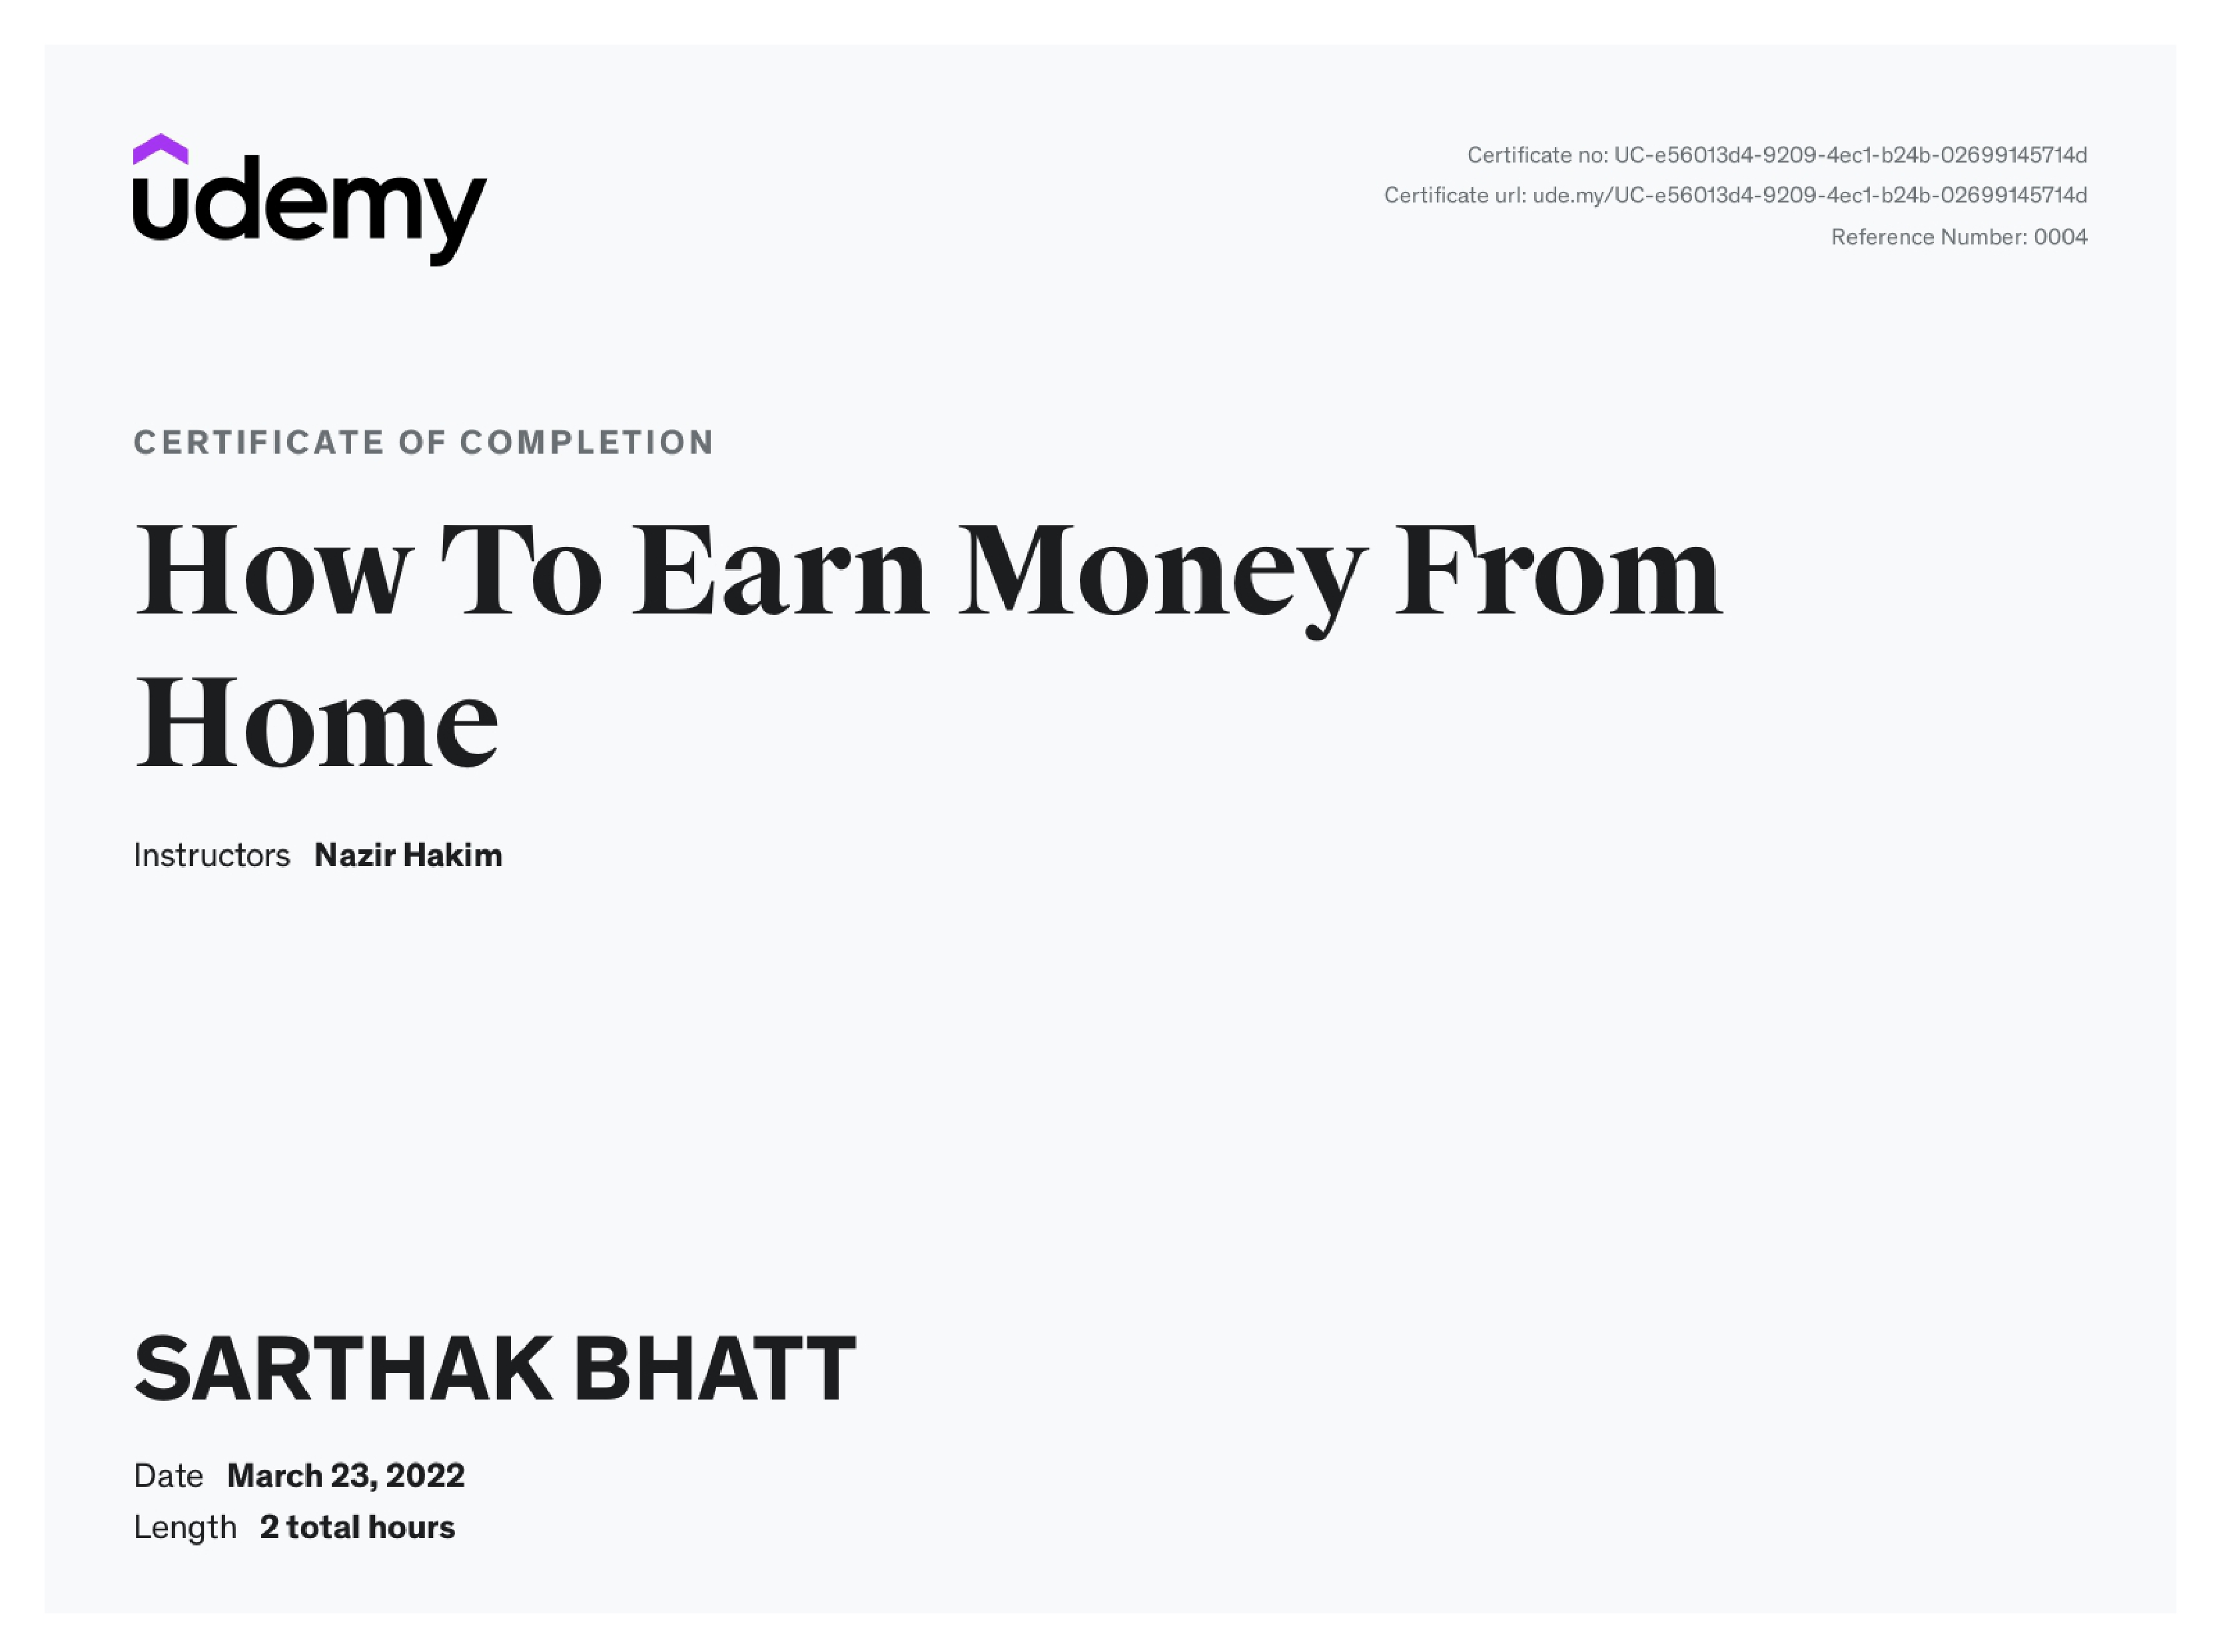 udemy
Certificate no: UC-e56013d4-9209-4ec1-b24b-02699145714d
Certificate url: ude.my/UC-e56013d4-9209-4ec1-b24b-02699145714d
Reference Number: 0004
CERTIFICATE OF COMPLETION
How To Earn Money From
Home
Instructors Nazir Hakim
SARTHAK BHATT
Date March 23, 2022
Length 2 total hours